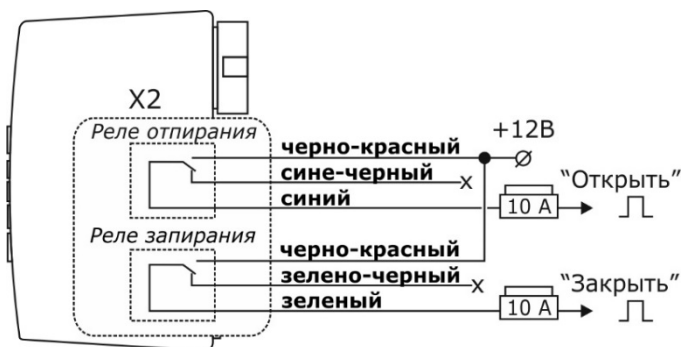 X2
Реле отпирания
черно-красный
+12В
сине-черный
x
"Открыть"
синий
10 А
Реле запирания
черно-красный
зелено-черный
x
"Закрыть"
зеленый
10 А